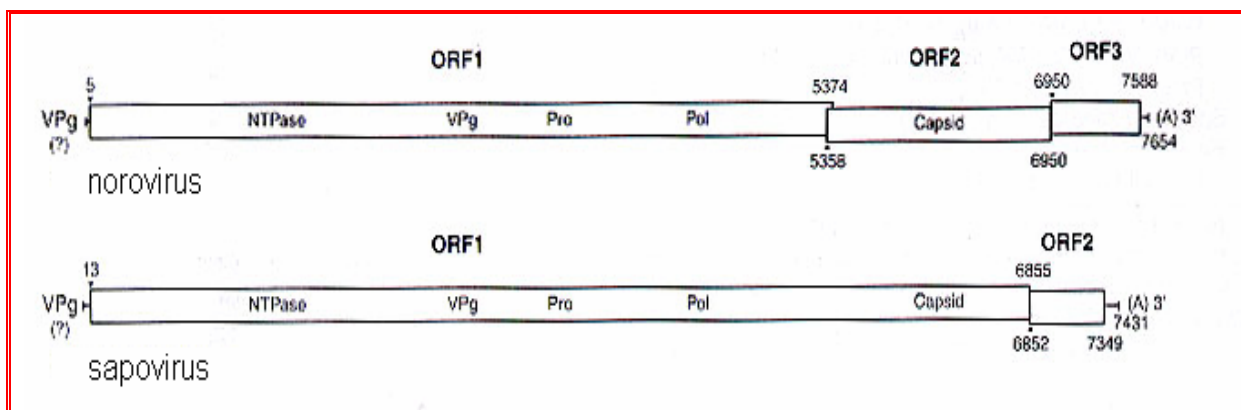 ORF1 ORF2 ORF3
5 5374 6950 7588
VPg NTPase VPg Pro Pol Capsid (A) 3'
(?) 5358 6950 7654
norovirus
ORF1 ORF2
13 6855
VPg NTPase VPg Pro Pol Capsid (A) 3'
(?) 6852 7349 7431
sapovirus